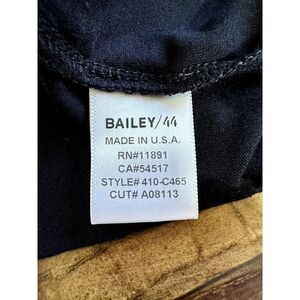 BAILEY/44
MADE IN U.S.A.
RN#11891
CA#54517
STYLE# 410-C465
CUT# A08113